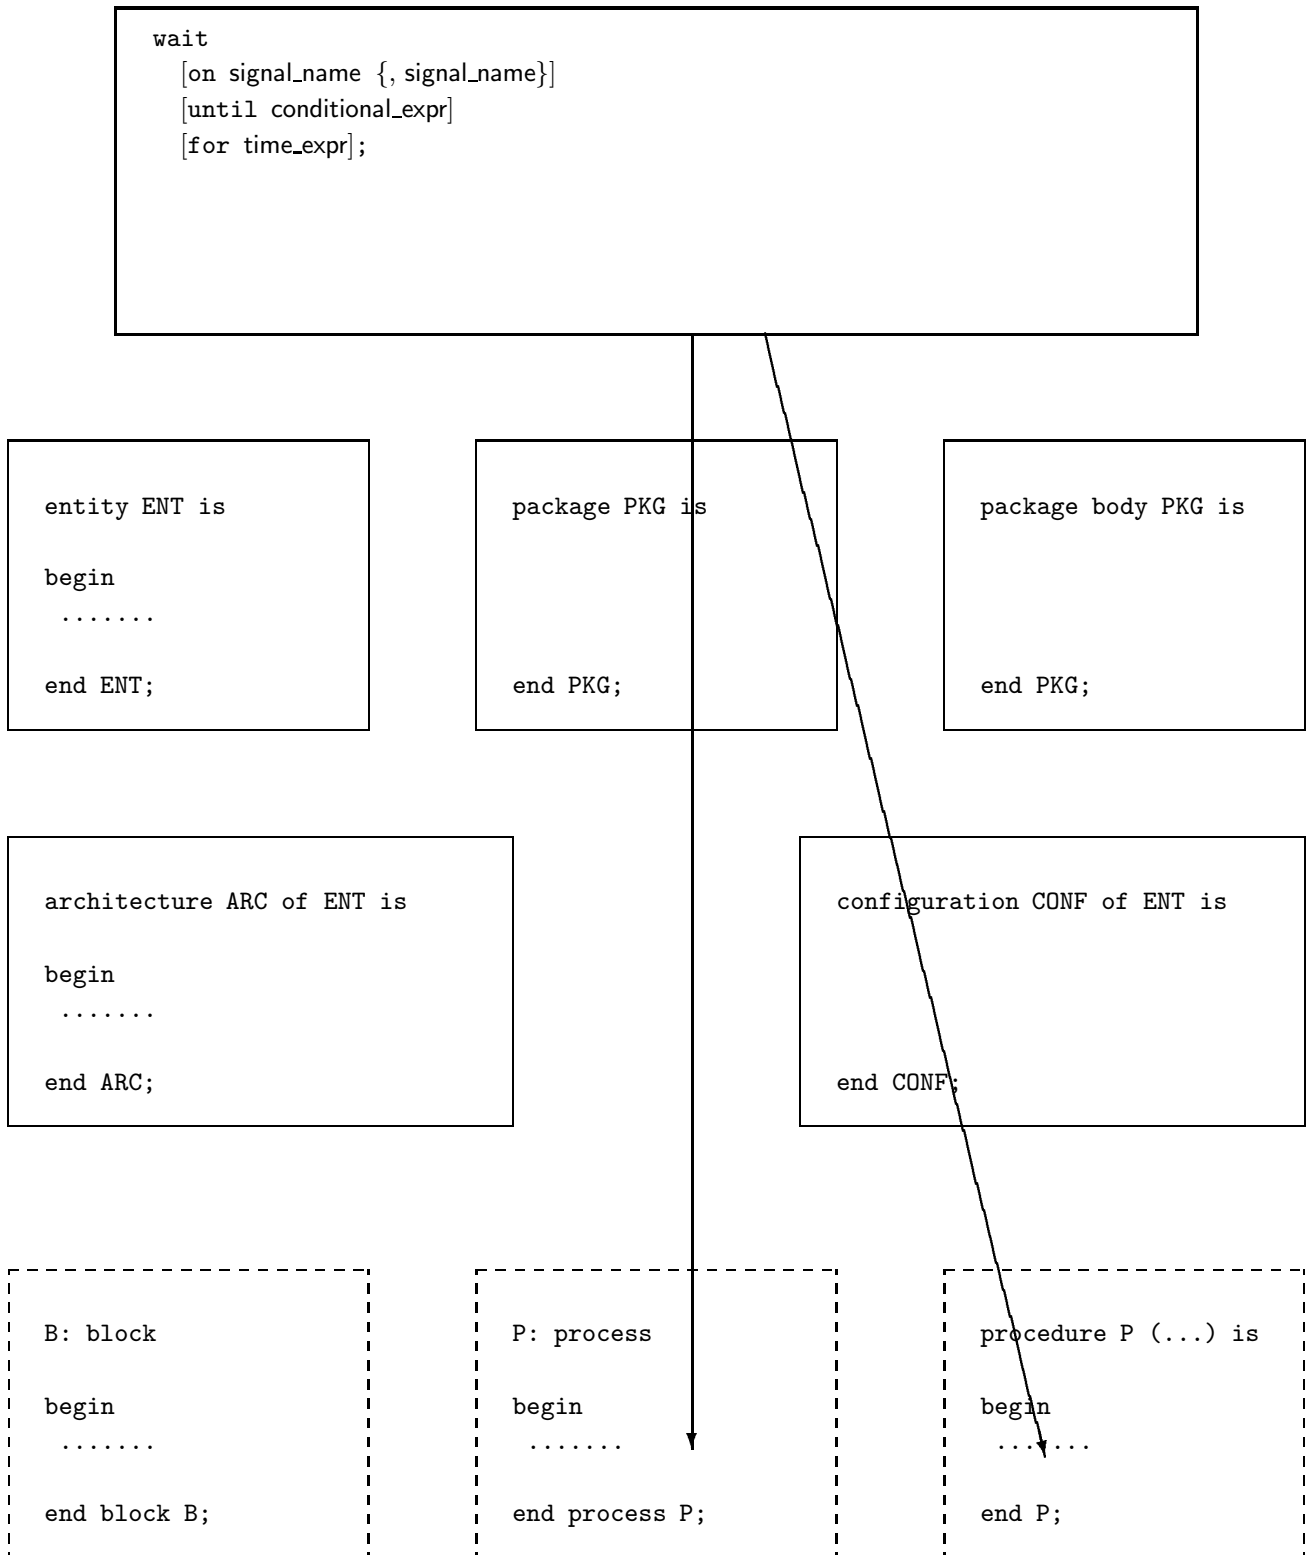 wait
[on signal_name {, signal_name}]
[until conditional_expr]
[for time_expr];
entity ENT is
begin
.......
end ENT;
package PKG is
end PKG;
package body PKG is
end PKG;
architecture ARC of ENT is
begin
.......
end ARC;
configuration CONF of ENT is
end CONF;
B: block
begin
.......
end block B;
P: process
begin
.......
end process P;
procedure P (...) is
begin
.......
end P;